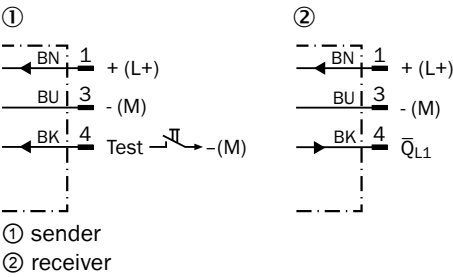 ① ②
BN 1 + (L+) BN 1 + (L+)
BU 3 - (M) BU 3 - (M)
BK 4 Test –(M) BK 4 Q̅L1
① sender
② receiver